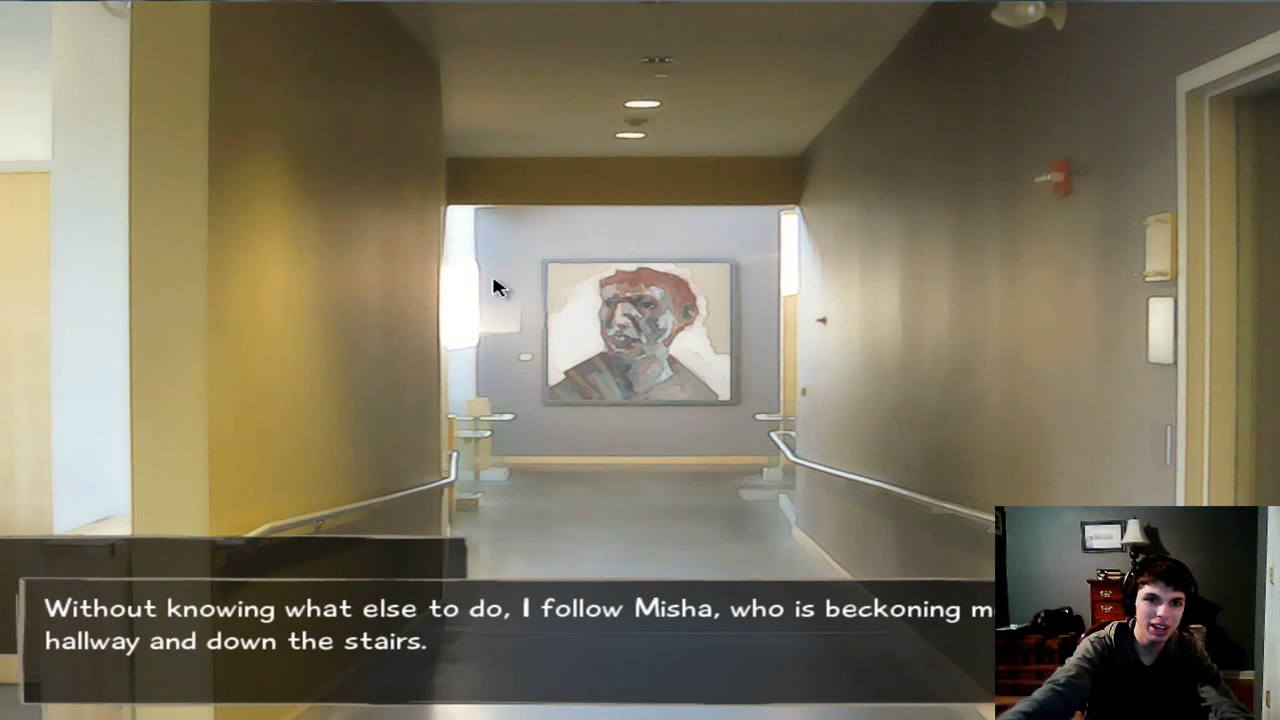 Without knowing what else to do, I follow Misha, who is beckoning
hallway and down the stairs.